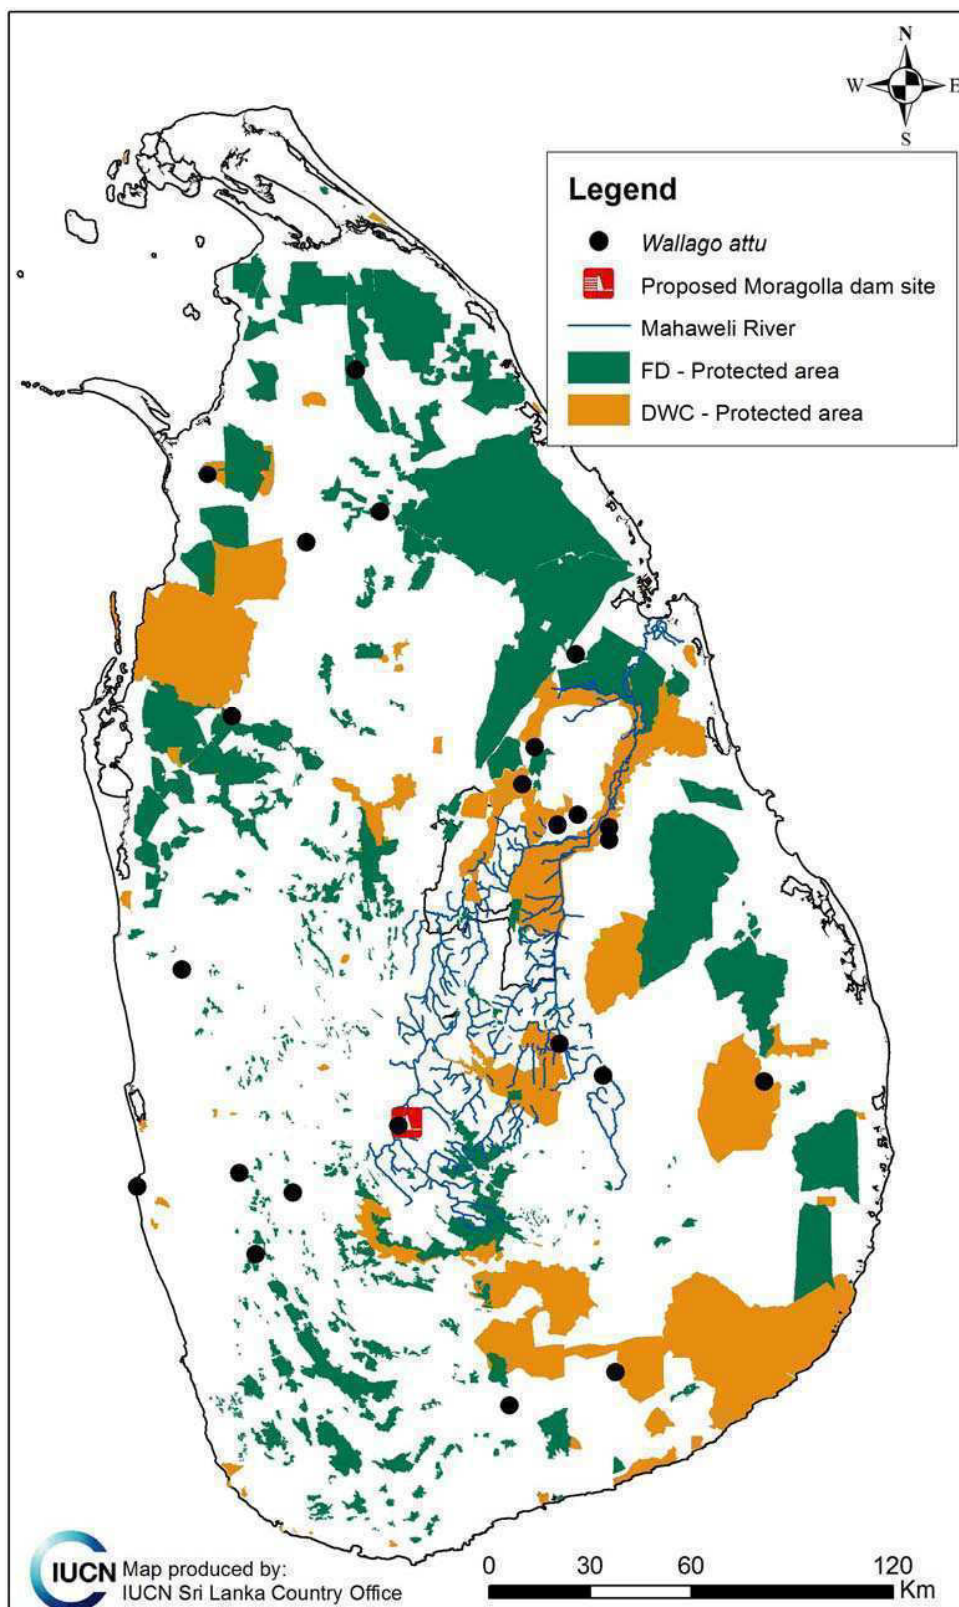 N
W E
S
Legend
Wallago attu
Proposed Moragolla dam site
Mahaweli River
FD - Protected area
DWC - Protected area
IUCN
Map produced by:
IUCN Sri Lanka Country Office
0 30 60 120
Km